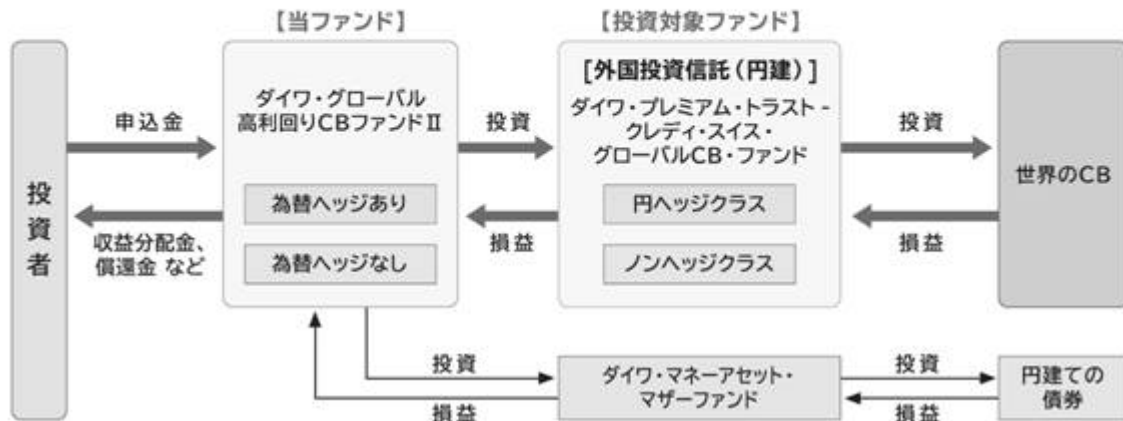 【当ファンド】
【投資対象ファンド】
投資者
申込金
収益分配金、
償還金 など
ダイワ・グローバル
高利回りCBファンドⅡ
為替ヘッジあり
為替ヘッジなし
投資
損益
[外国投資信託(円建)]
ダイワ・プレミアム・トラスト-
クレディ・スイス・
グローバルCB・ファンド
円ヘッジクラス
ノンヘッジクラス
投資
損益
世界のCB
投資
損益
ダイワ・マネーアセット・
マザーファンド
投資
損益
円建ての
債券